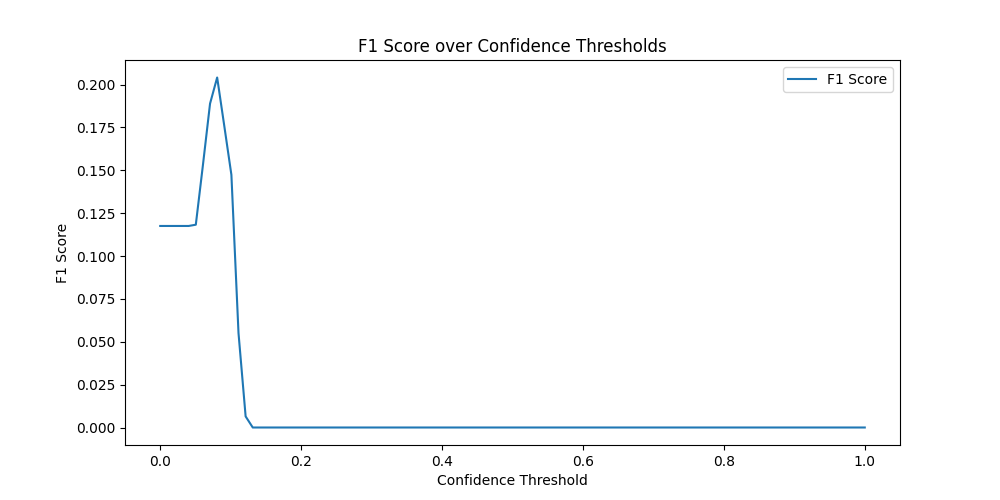 F1 Score over Confidence Thresholds
F1 Score
0.200
0.175
0.150
0.125
0.100
0.075
0.050
0.025
0.000
F1 Score
0.0 0.2 0.4 0.6 0.8 1.0
Confidence Threshold